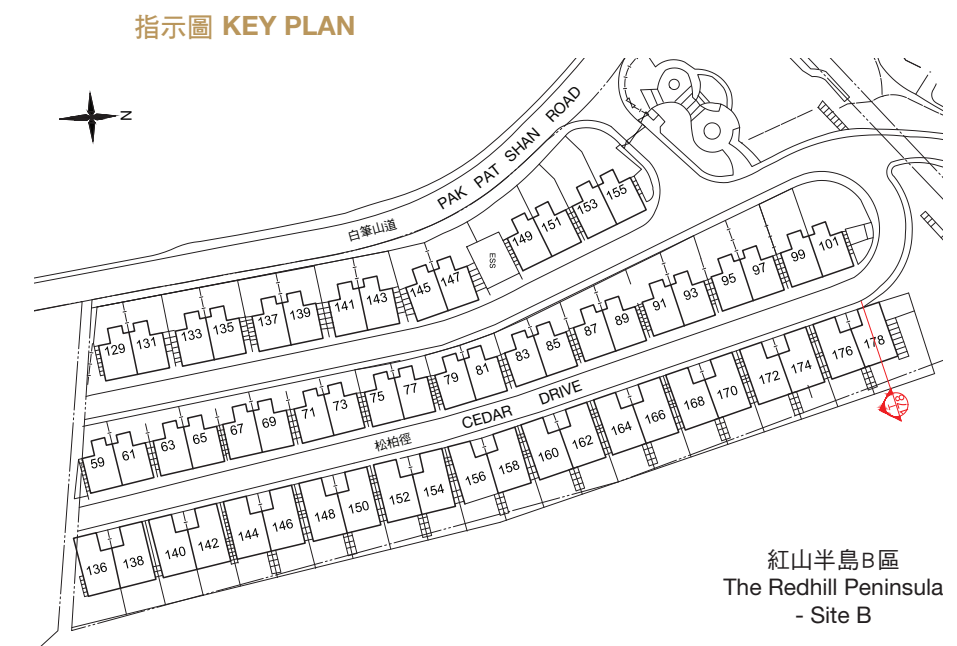 指示圖 KEY PLAN
N
PAK PAT SHAN ROAD
白筆山道
ESS
129 131 133 135 137 139 141 143 145 147 149 151 153 155
59 61 63 65 67 69 71 73 75 77 79 81 83 85 87 89 91 93 95 97 99 101
CEDAR DRIVE
松柏徑
136 138 140 142 144 146 148 150 152 154 156 158 160 162 164 166 168 170 172 174 176 178
紅山半島B區
The Redhill Peninsula
- Site B